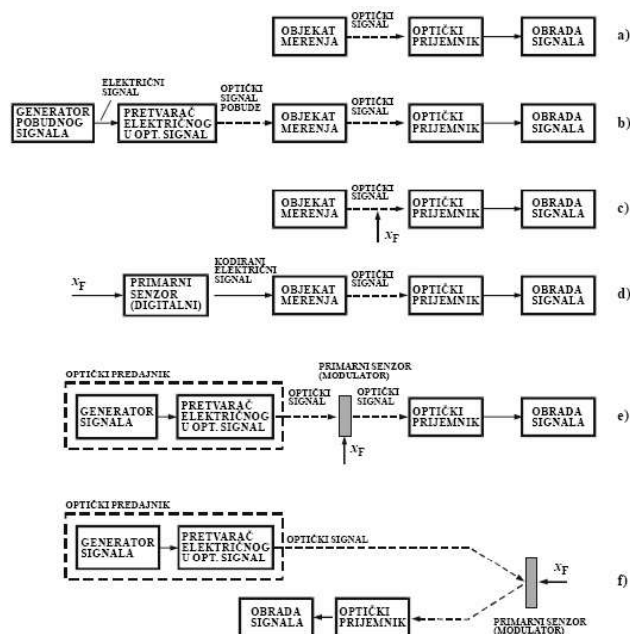 OBJEKAT
MERENJA
OPTIČKI
SIGNAL
OPTIČKI
PRIJEMNIK
OBRADA
SIGNALA
a)
GENERATOR
POBUDNOG
SIGNALA
ELEKTRIČNI
SIGNAL
PRETVARAČ
ELEKTRIČNOG
U OPT. SIGNAL
OPTIČKI
SIGNAL
POBUDE
OBJEKAT
MERENJA
OPTIČKI
SIGNAL
OPTIČKI
PRIJEMNIK
OBRADA
SIGNALA
b)
OBJEKAT
MERENJA
OPTIČKI
SIGNAL
xF
OPTIČKI
PRIJEMNIK
OBRADA
SIGNALA
c)
xF
PRIMARNI
SENZOR
(DIGITALNI)
KODIRANI
ELEKTRIČNI
SIGNAL
OBJEKAT
MERENJA
OPTIČKI
SIGNAL
OPTIČKI
PRIJEMNIK
OBRADA
SIGNALA
d)
OPTIČKI PREDAJNIK
GENERATOR
SIGNALA
PRETVARAČ
ELEKTRIČNOG
U OPT. SIGNAL
OPTIČKI
SIGNAL
PRIMARNI SENZOR
(MODULATOR)
xF
OPTIČKI
SIGNAL
OPTIČKI
PRIJEMNIK
OBRADA
SIGNALA
e)
OPTIČKI PREDAJNIK
GENERATOR
SIGNALA
PRETVARAČ
ELEKTRIČNOG
U OPT. SIGNAL
OPTIČKI SIGNAL
xF
f)
OBRADA
SIGNALA
OPTIČKI
PRIJEMNIK
PRIMARNI SENZOR
(MODULATOR)